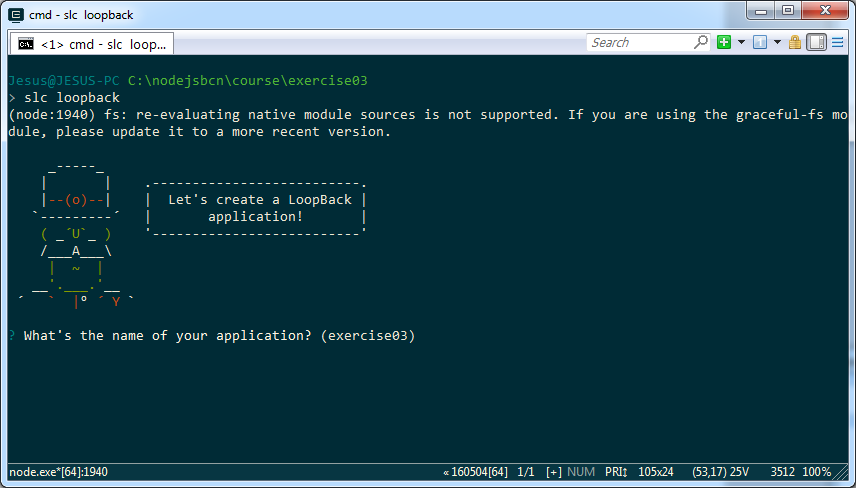 cmd - slc loopback
<1> cmd - slc loop...
Search
Jesus@JESUS-PC C:\nodejsbcn\course\exercise03
> slc loopback
(node:1940) fs: re-evaluating native module sources is not supported. If you are using the graceful-fs mo
dule, please update it to a more recent version.
     _-----_
    |       |    .---------------------------.
    |--(o)--|    |  Let's create a LoopBack  |
   `---------´   |       application!        |
    ( _´U`_ )    '---------------------------'
    /___A___\
     |  ~  |
   __'.___.'__
 ´   `  |° ´ Y `
? What's the name of your application? (exercise03)
node.exe*[64]:1940 « 160504[64] 1/1 [+] NUM PRI↕ 105x24 (53,17) 25V 3512 100%